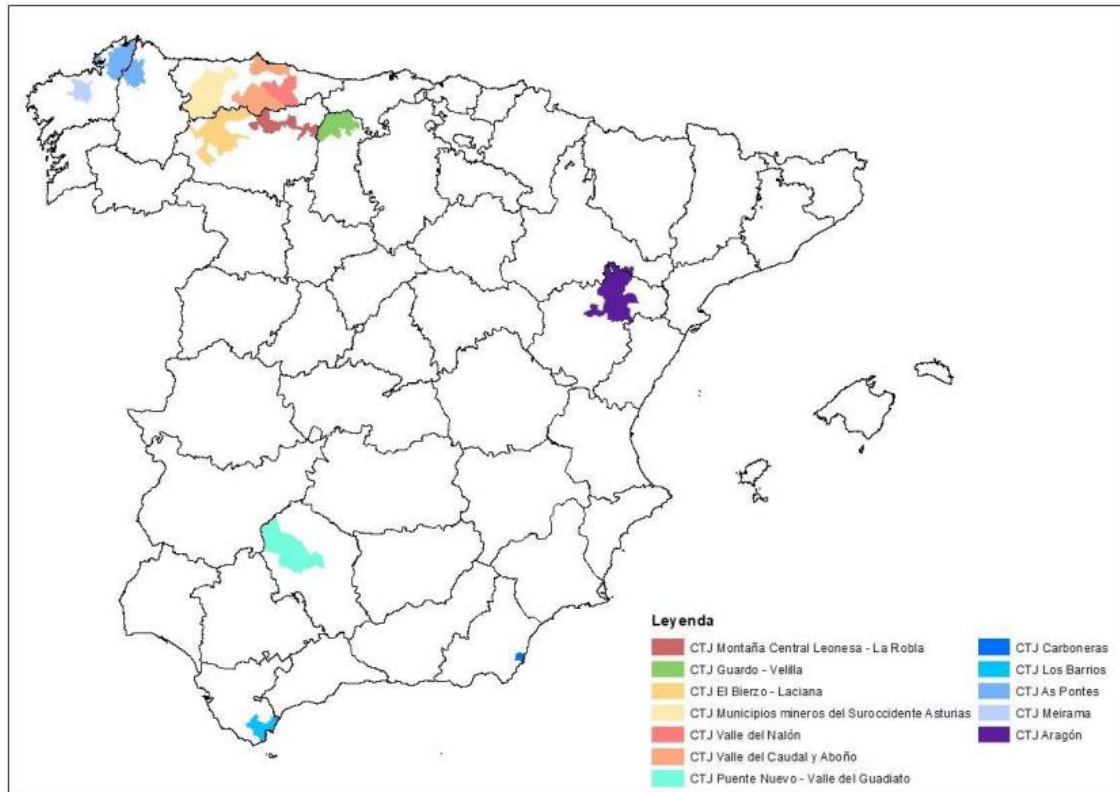 Leyenda
CTJ Montaña Central Leonesa - La Robla
CTJ Guardo - Velilla
CTJ El Bierzo - Laciana
CTJ Municipios mineros del Suroccidente Asturias
CTJ Valle del Nalón
CTJ Valle del Caudal y Aboño
CTJ Puente Nuevo - Valle del Guadiato
CTJ Carboneras
CTJ Los Barrios
CTJ As Pontes
CTJ Meirama
CTJ Aragón